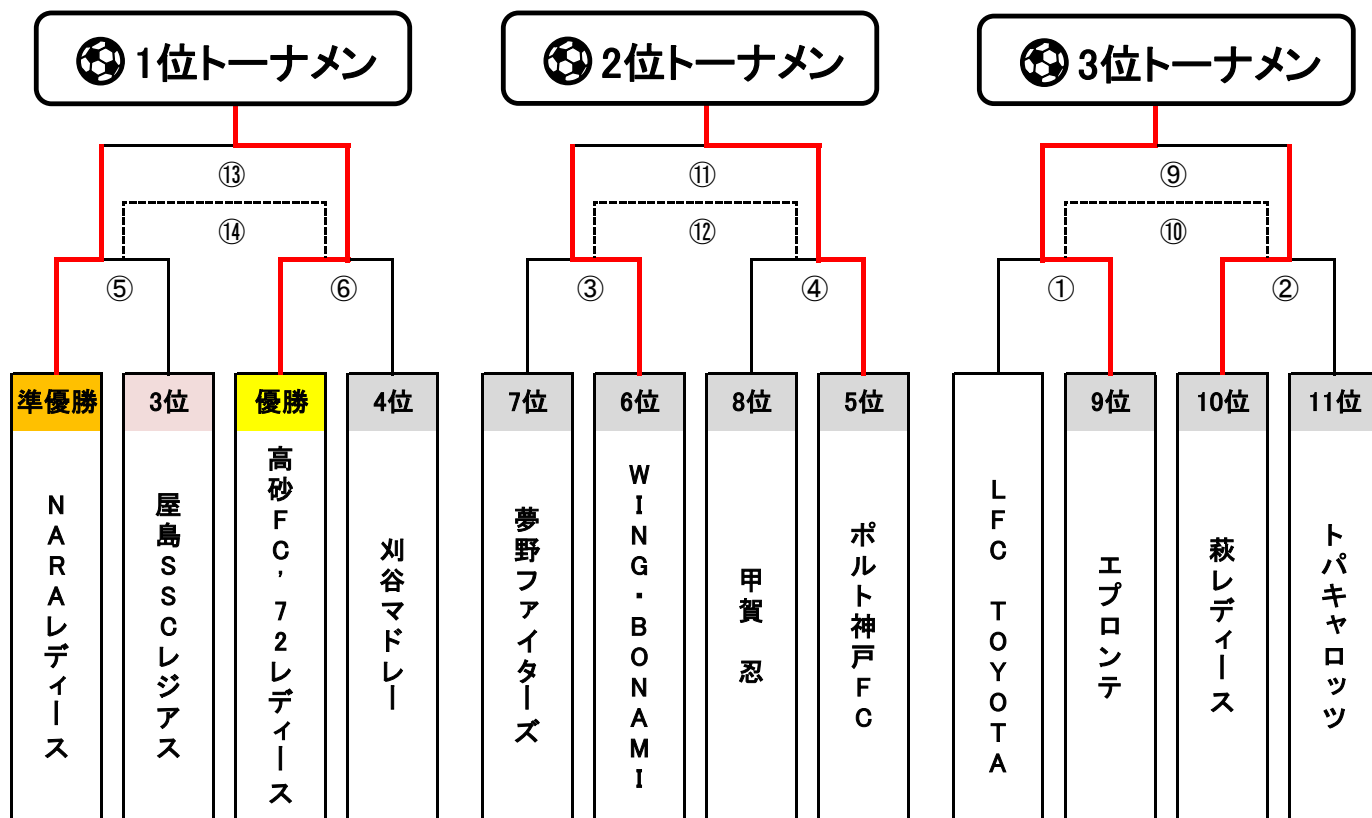 1位トーナメン
2位トーナメン
3位トーナメン
⑬
⑪
⑨
⑭
⑫
⑩
⑤
⑥
③
④
①
②
準優勝
3位
優勝
4位
7位
6位
8位
5位
9位
10位
11位
NARAレディース
屋島SSCレジアス
高砂FC'72レディース
刈谷マドレー
夢野ファイターズ
WING・BONAMI
甲賀 忍
ポルト神戸FC
LFC TOYOTA
エプロンテ
萩レディース
トパキャロッツ